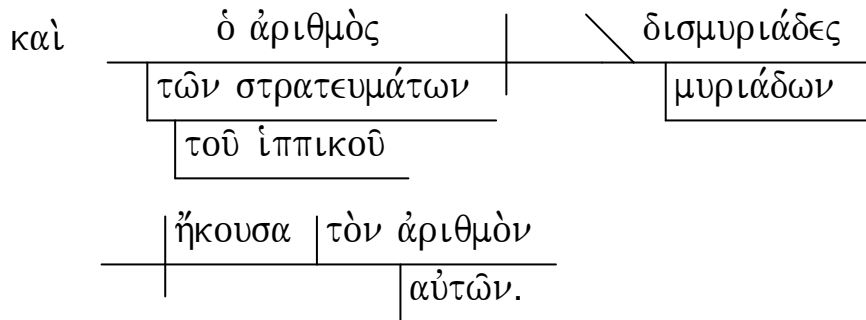 καὶ ὁ ἀριθμὸς δισμυριάδες
τῶν στρατευμάτων μυριάδων
τοῦ ἱππικοῦ
ἤκουσα τὸν ἀριθμὸν
αὐτῶν.